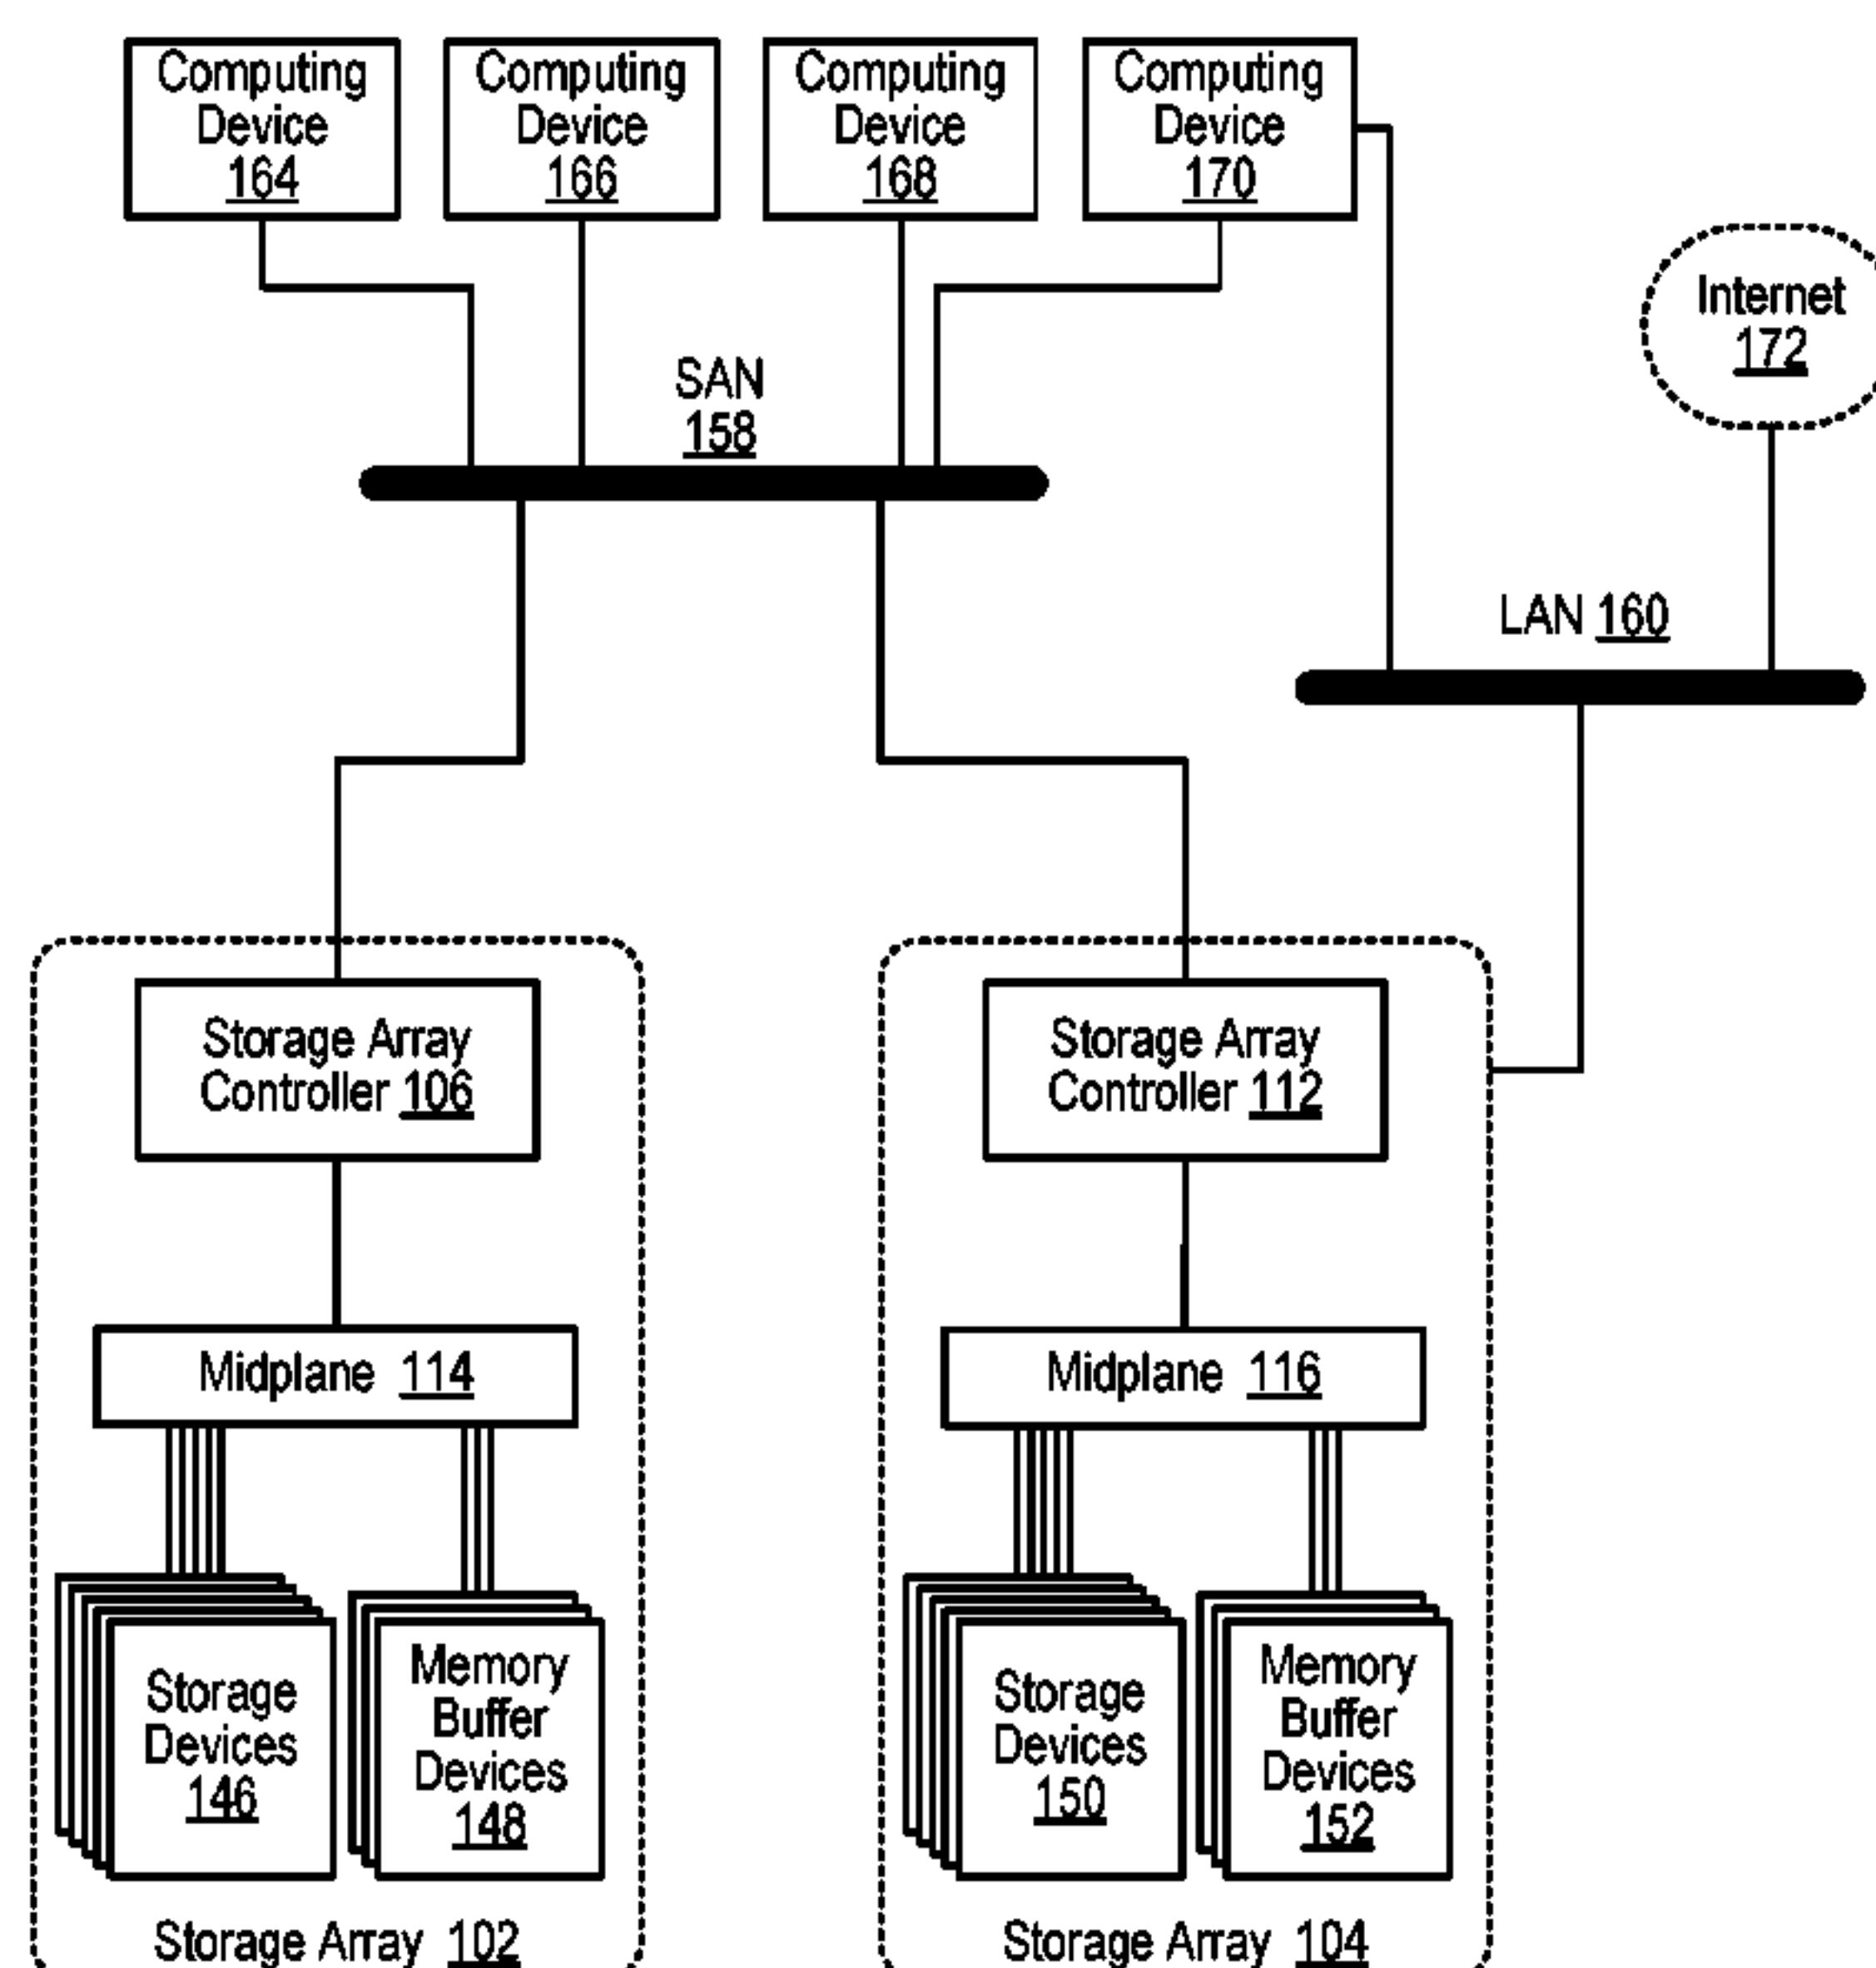 Computing
Device
164
Computing
Device
166
Computing
Device
168
Computing
Device
170
Internet
172
SAN
158
LAN 160
Storage Array
Controller 106
Storage Array
Controller 112
Midplane 114
Midplane 116
Storage
Devices
146
Memory
Buffer
Devices
148
Storage
Devices
150
Memory
Buffer
Devices
152
Storage Array 102
Storage Array 104